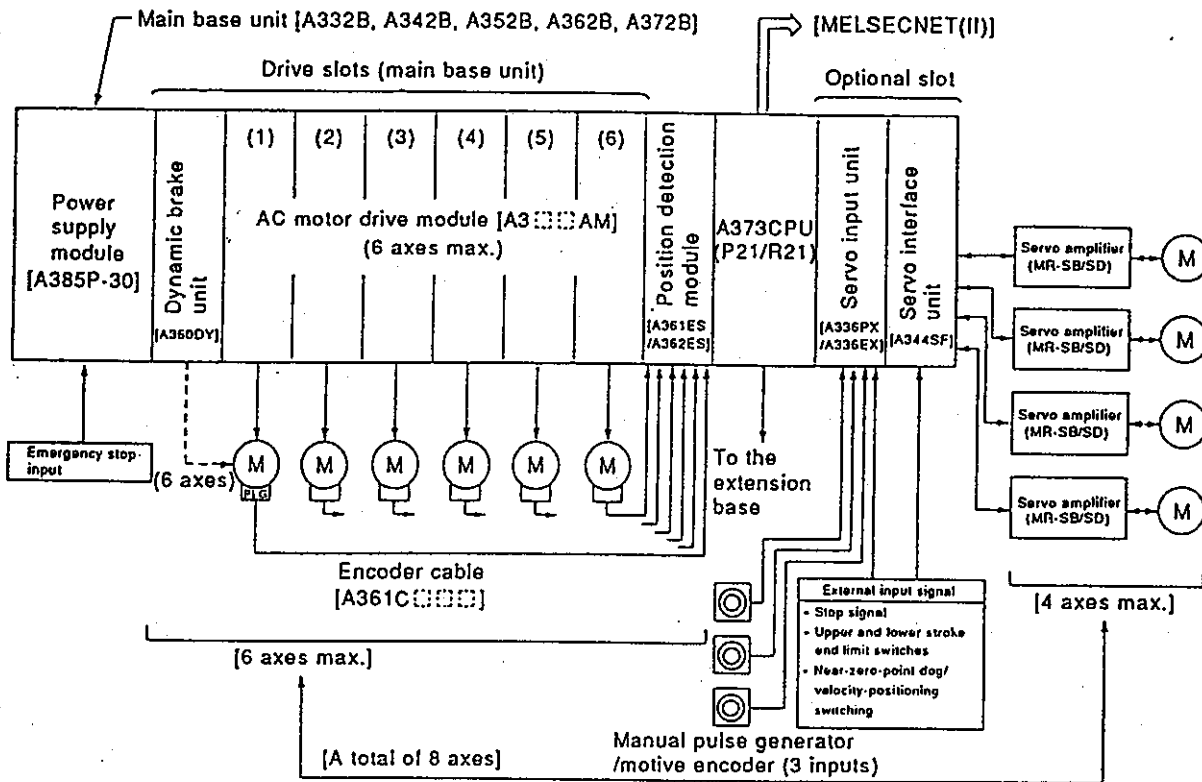 Main base unit [A332B, A342B, A352B, A362B, A372B]
[MELSECNET(II)]
Drive slots (main base unit)
Optional slot
Power
supply
module
[A385P-30]
Dynamic brake
unit
[A360DY]
(1)
(2)
(3)
(4)
(5)
(6)
AC motor drive module [A3□□AM]
(6 axes max.)
Position detection
module
[A361ES
/A362ES]
A373CPU
(P21/R21)
Servo input unit
[A336PX
/A336EX]
Servo interface
unit
[A344SF]
Servo amplifier
(MR-SB/SD)
M
Servo amplifier
(MR-SB/SD)
M
Servo amplifier
(MR-SB/SD)
M
Servo amplifier
(MR-SB/SD)
M
[4 axes max.]
Emergency stop
input
(6 axes)
M
PLG
M
M
M
M
M
To the
extension
base
Encoder cable
[A361C□□□]
[6 axes max.]
External input signal
- Stop signal
- Upper and lower stroke
end limit switches
- Near-zero-point dog/
velocity-positioning
switching
Manual pulse generator
/motive encoder (3 inputs)
[A total of 8 axes]